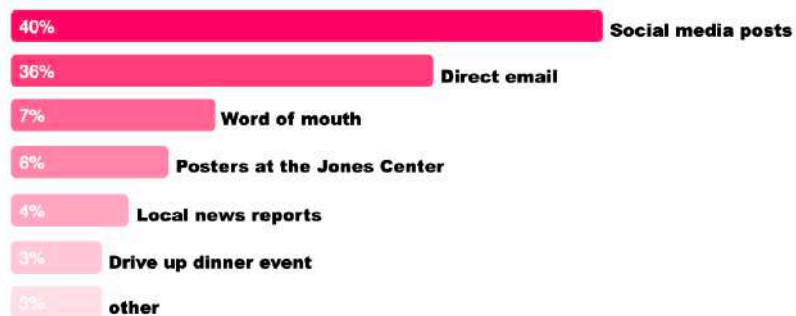 40% Social media posts
36% Direct email
7% Word of mouth
6% Posters at the Jones Center
4% Local news reports
3% Drive up dinner event
3% other